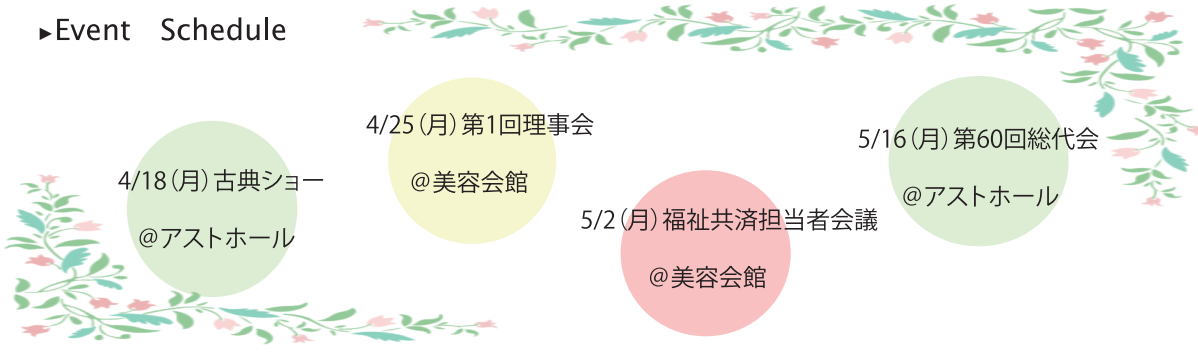 ▸Event Schedule
4/18（月）古典ショー
＠アストホール
4/25（月）第1回理事会
＠美容会館
5/2（月）福祉共済担当者会議
＠美容会館
5/16（月）第60回総代会
＠アストホール